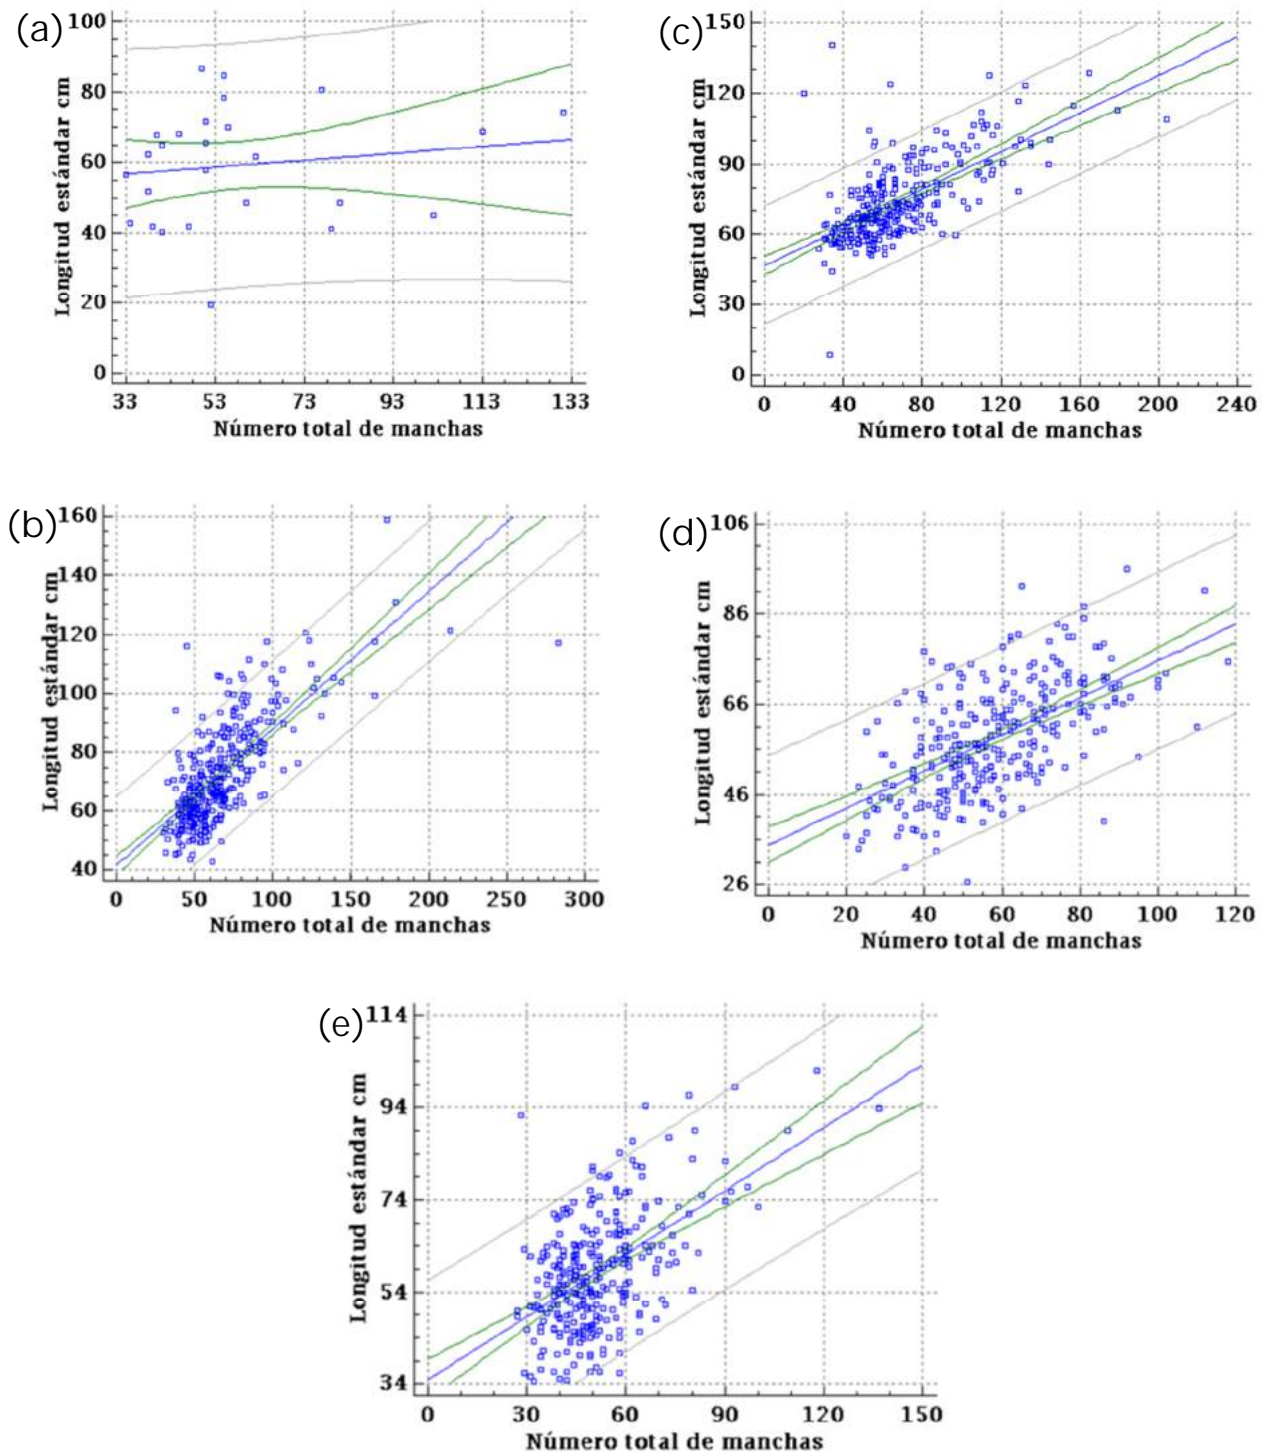 (a)
100
80
60
40
20
0
Longitud estándar cm
33 53 73 93 113 133
Número total de manchas
(c)
150
120
90
60
30
0
Longitud estándar cm
0 40 80 120 160 200 240
Número total de manchas
(b)
160
140
120
100
80
60
40
Longitud estándar cm
0 50 100 150 200 250 300
Número total de manchas
(d)
106
86
66
46
26
Longitud estándar cm
0 20 40 60 80 100 120
Número total de manchas
(e)
114
94
74
54
34
Longitud estándar cm
0 30 60 90 120 150
Número total de manchas